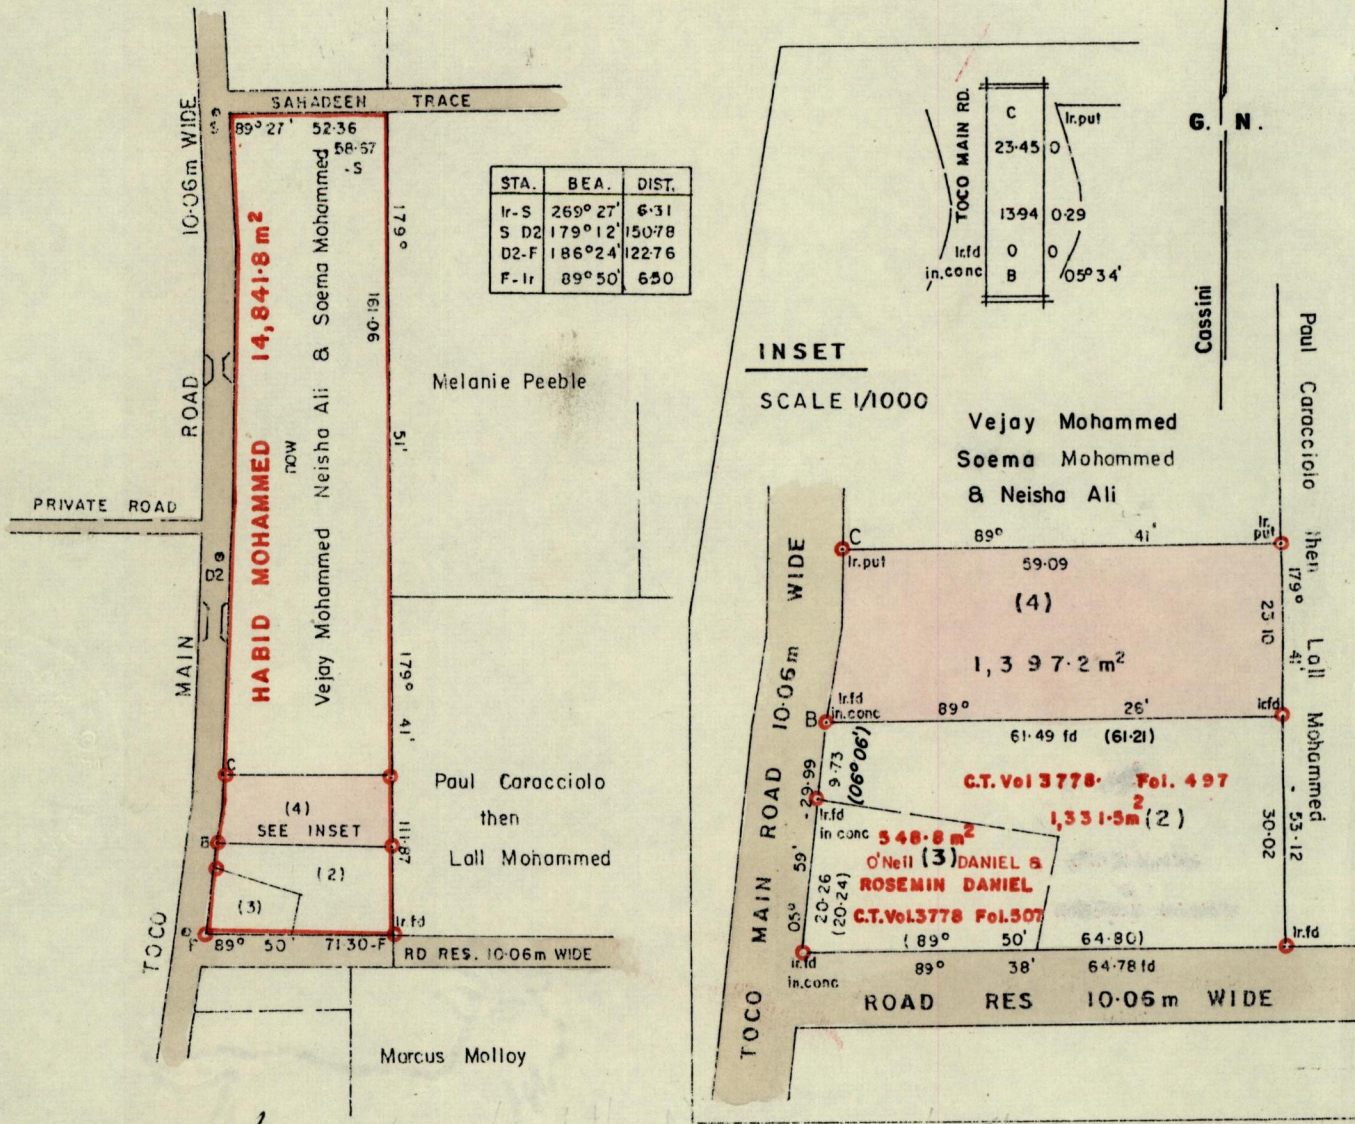 SAHADEEN TRACE
S 89° 27' 52·36
58·67
-S
10·06m WIDE
ROAD
MAIN
TOCO
PRIVATE ROAD
D2
HABID MOHAMMED 14,841·8 m²
now
Vejay Mohammed Neisha Ali & Soema Mohammed
179° 51'
191·06
Melanie Peeble
179° 41'
111·87
C
(4)
SEE INSET
B
(2)
(3)
Ir.fd
F 89° 50' 71·30-F
RD RES. 10·06m WIDE
Paul Caracciolo
then
Lall Mohammed
Marcus Molloy
STA. BEA. DIST.
Ir-S 269° 27' 6·31
S D2 179° 12' 150·78
D2-F 186° 24' 122·76
F-Ir 89° 50' 6·50
TOCO MAIN RD.
C
Ir.put
23·45 0
13·94 0·29
Ir.fd 0 0
in.conc B 05° 34'
G. N.
Cassini
INSET
SCALE 1/1000
Vejay Mohammed
Soema Mohammed
& Neisha Ali
Paul Caracciolo then Lall Mohammed
C
Ir.put
89° 41'
59·09
Ir.
put
(4)
1,397·2 m²
179° 41'
23·10
Ir.fd
in.conc
B
89° 26'
61·49 fd (61·21)
Ir.fd
9·73
(06° 06')
-29·99
C.T. Vol 3778· Fol. 497
1,331·5m² (2)
Ir.fd
in conc
548·8 m²
O'Neil (3) DANIEL &
ROSEMIN DANIEL
C.T.Vol.3778 Fol.507
05° 59'
20·26
(20·24)
30·02
- 53·12
(89° 50' 64·80)
Ir.fd
in.conc
89° 38' 64·78 fd
Ir.fd
ROAD RES 10·06m WIDE
TOCO MAIN ROAD 10·06m WIDE